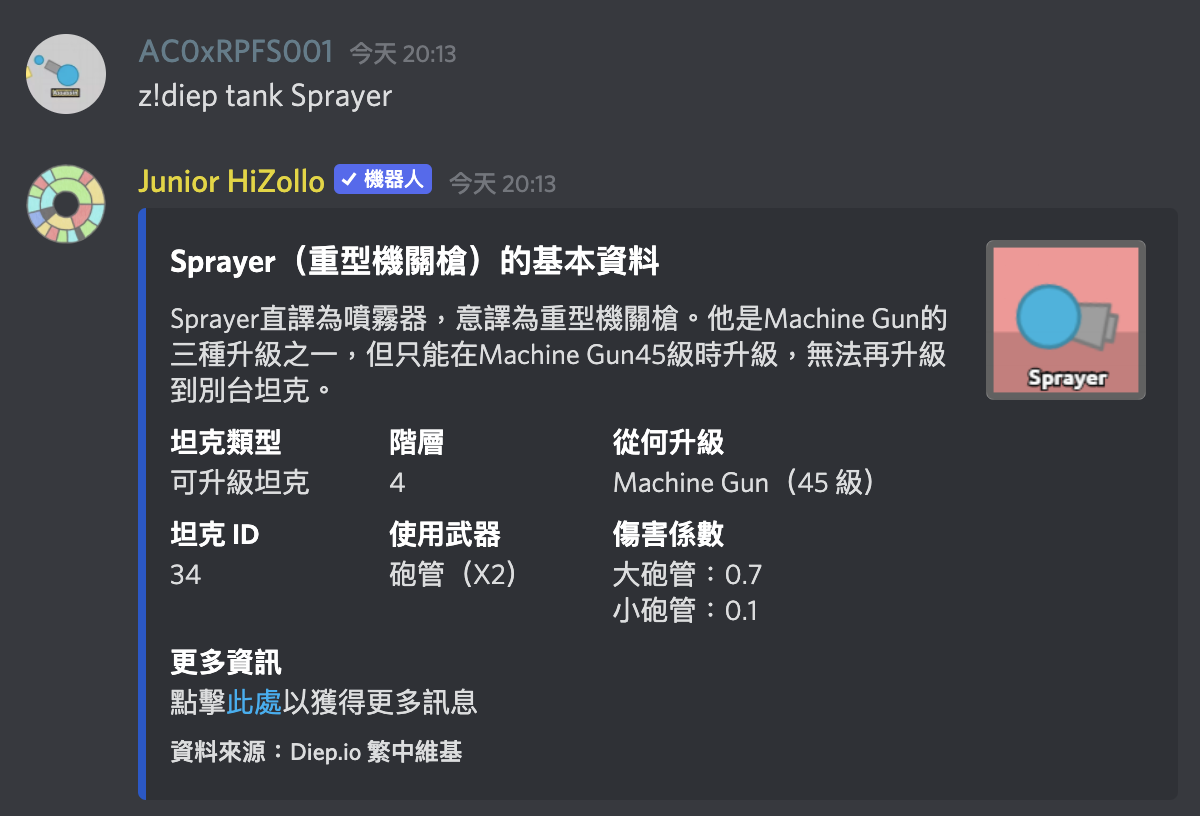 AC0xRPFS001 今天 20:13
z!diep tank Sprayer
Junior HiZollo ✓ 機器人 今天 20:13
Sprayer（重型機關槍）的基本資料
Sprayer直譯為噴霧器，意譯為重型機關槍。他是Machine Gun的
三種升級之一，但只能在Machine Gun45級時升級，無法再升級
到別台坦克。
Sprayer
坦克類型 階層 從何升級
可升級坦克 4 Machine Gun（45 級）
坦克 ID 使用武器 傷害係數
34 砲管（X2） 大砲管：0.7
小砲管：0.1
更多資訊
點擊此處以獲得更多訊息
資料來源：Diep.io 繁中維基